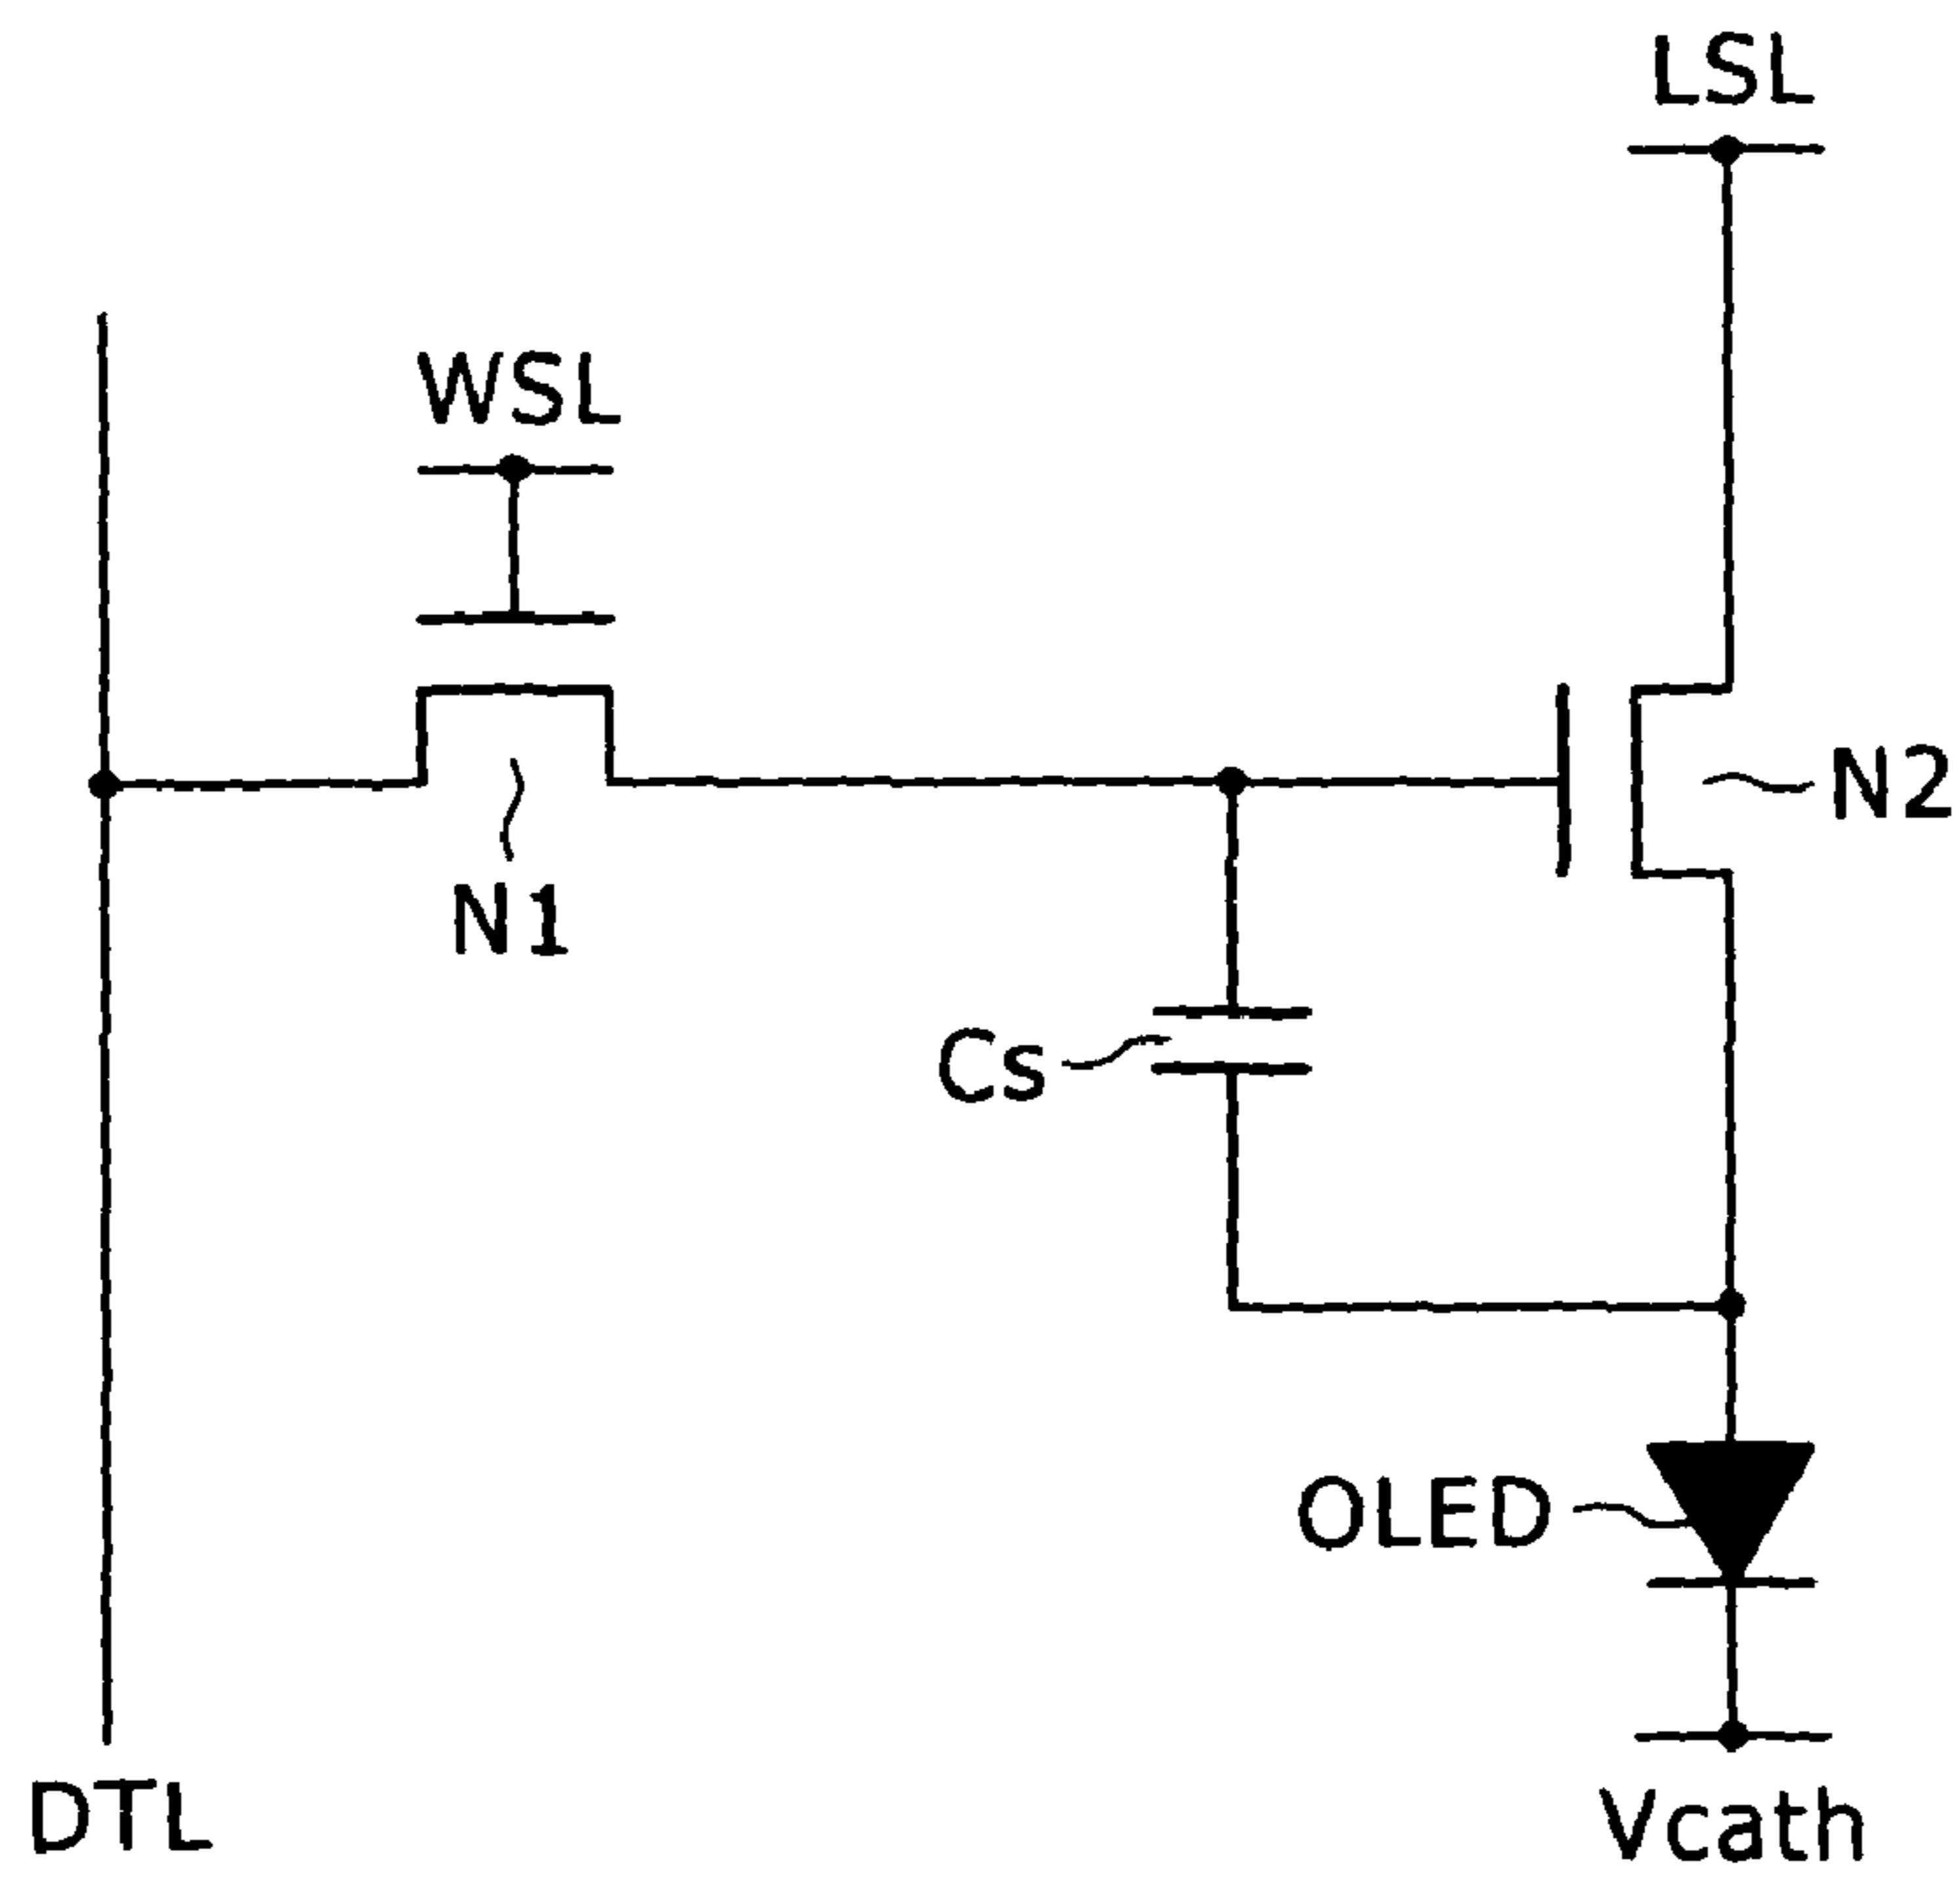 LSL
WSL
N2
N1
Cs
OLED
DTL
Vcath